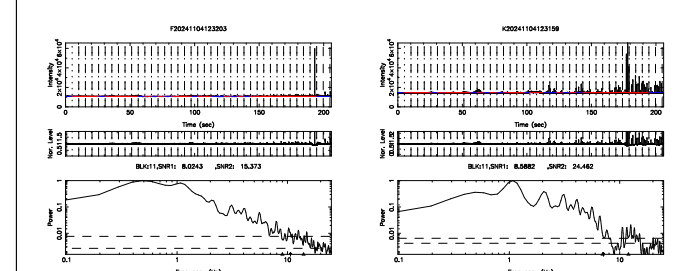 F20241104123203
K20241104123159
Intensity
0 2×10⁴ 4×10⁴ 6×10⁴
0 50 100 150 200
Time (sec)
Intensity
0 2×10⁴ 4×10⁴ 6×10⁴
0 50 100 150 200
Time (sec)
Nor. Level
Nor. Level
BLK:11,SNR1: 8.0243 ,SNR2: 15.373
BLK:11,SNR1: 8.5882 ,SNR2: 24.462
Power
0.01 0.1 1
0.1 1 10
Power
0.01 0.1 1
0.1 1 10